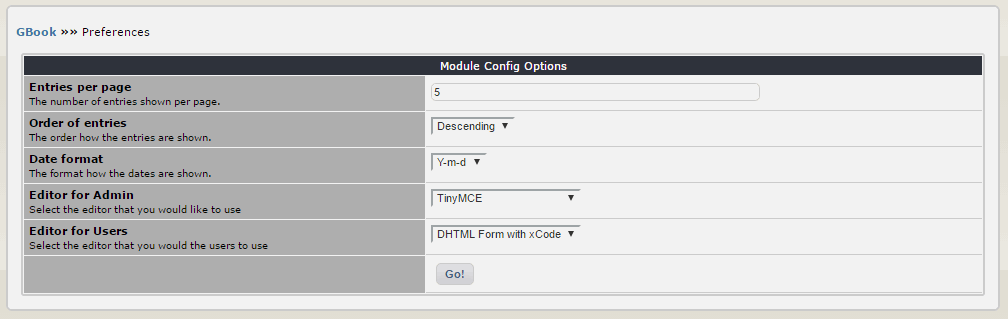 GBook »» Preferences
Module Config Options
Entries per page
The number of entries shown per page.
5
Order of entries
The order how the entries are shown.
Descending
Date format
The format how the dates are shown.
Y-m-d
Editor for Admin
Select the editor that you would like to use
TinyMCE
Editor for Users
Select the editor that you would the users to use
DHTML Form with xCode
Go!